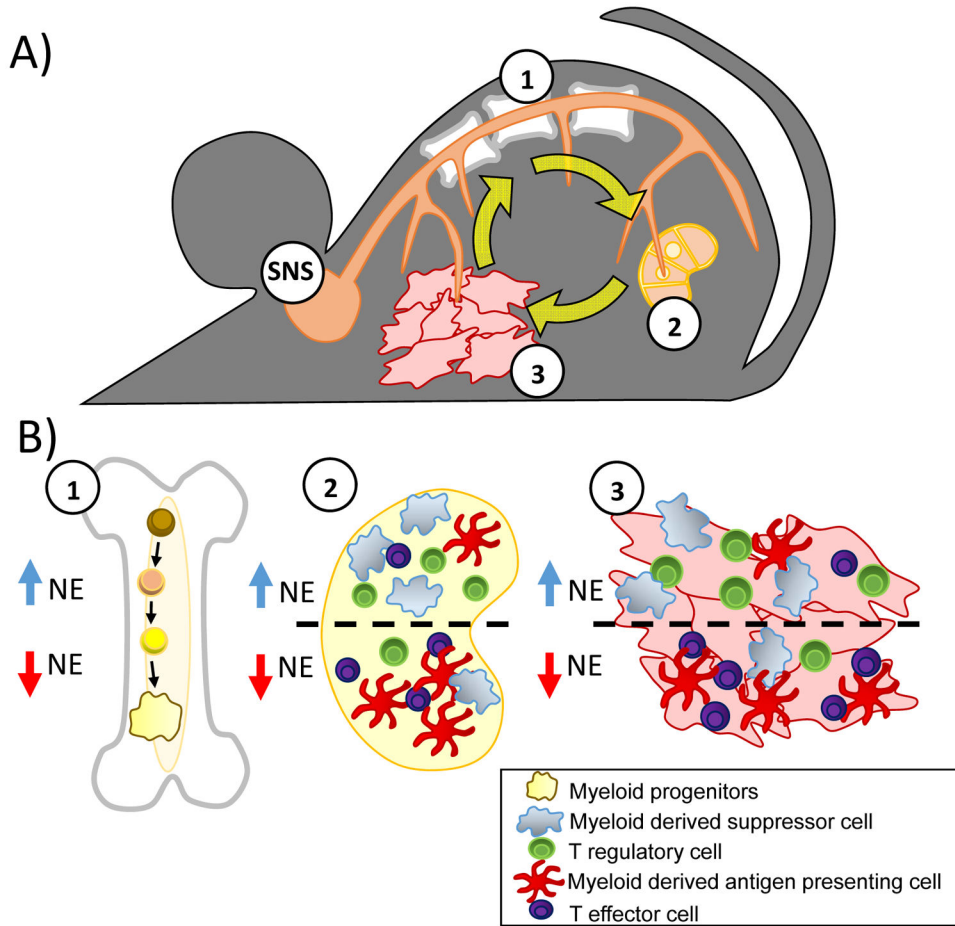 A)
1
SNS
2
3
B)
1
2
3
NE
NE
NE
NE
NE
NE
Myeloid progenitors
Myeloid derived suppressor cell
T regulatory cell
Myeloid derived antigen presenting cell
T effector cell